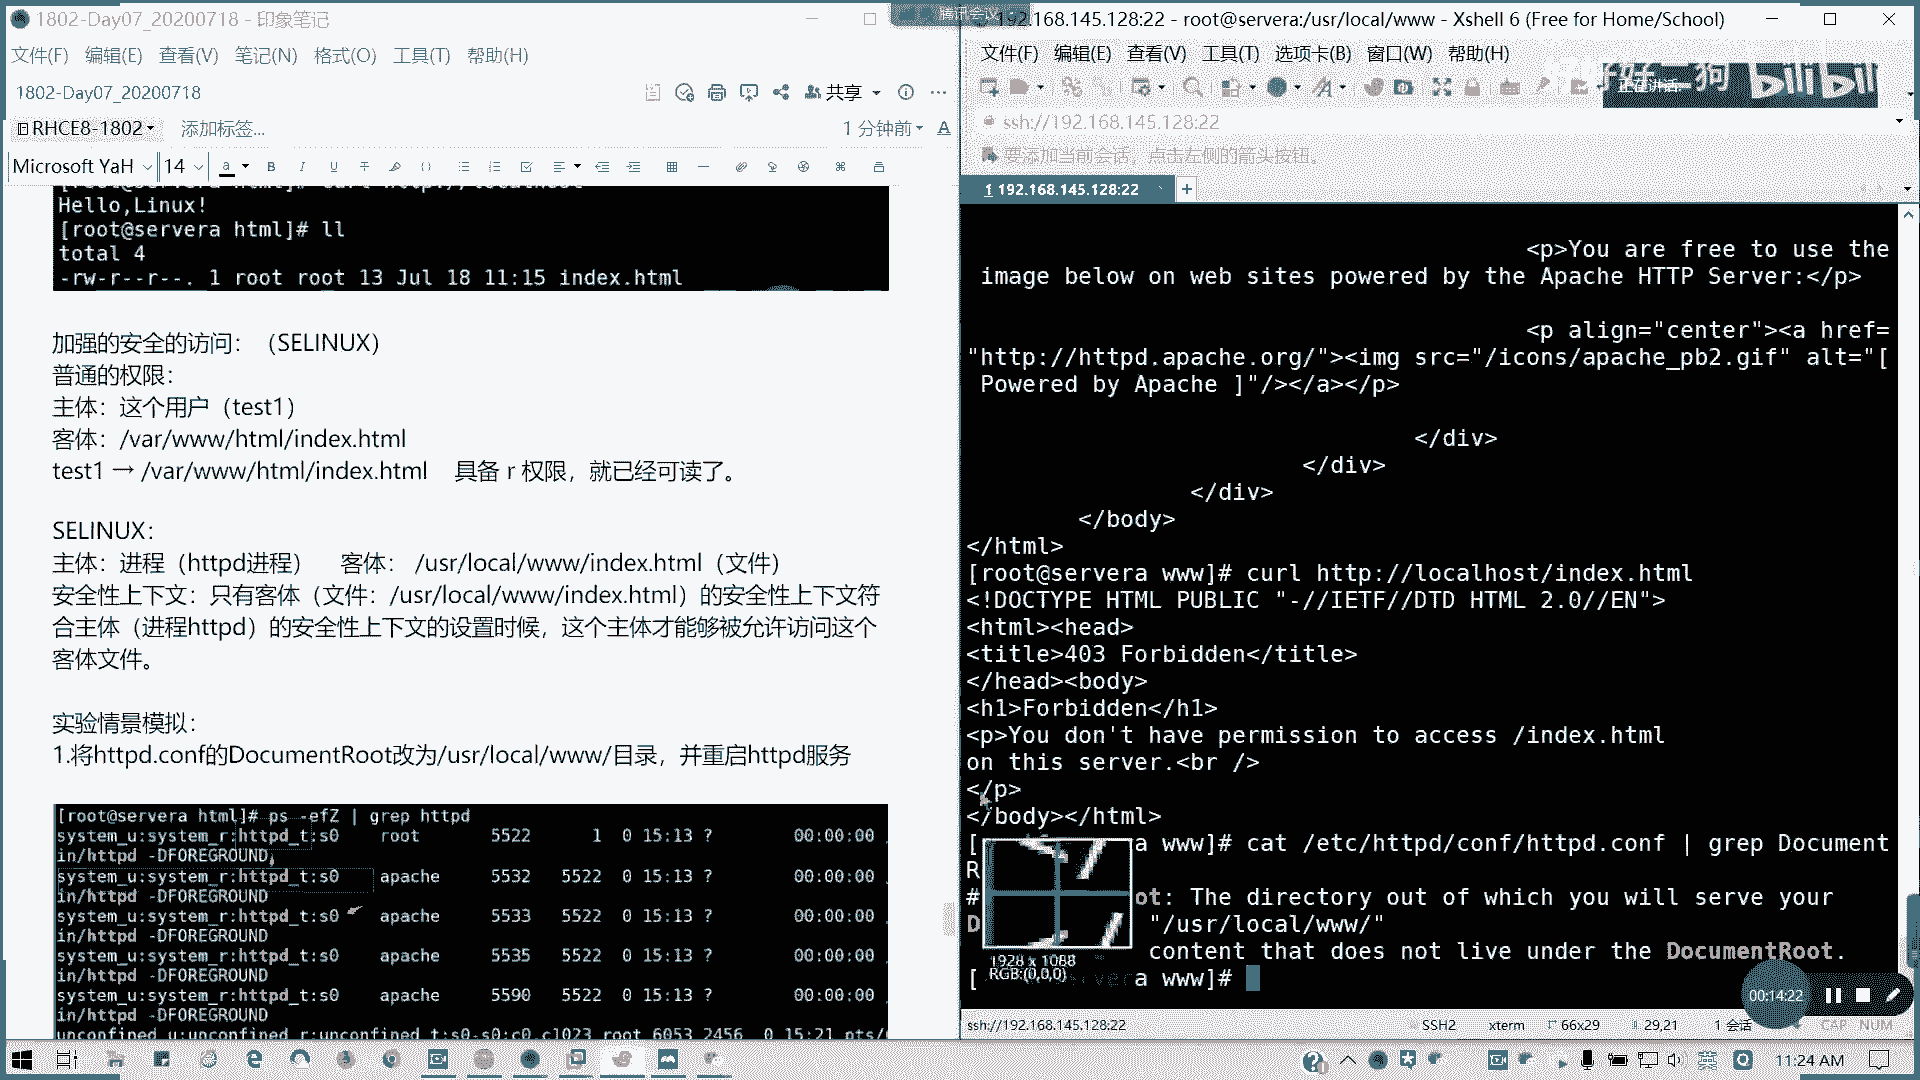 1802-Day07_20200718 - 印象笔记
文件(F) 编辑(E) 查看(V) 笔记(N) 格式(O) 工具(T) 帮助(H)
1802-Day07_20200718
共享
RHCE8-1802 添加标签...
1 分钟前
Microsoft YaH 14
Hello,Linux!
[root@servera html]# ll
total 4
-rw-r--r--. 1 root root 13 Jul 18 11:15 index.html
加强的安全的访问：（SELINUX）
普通的权限：
主体：这个用户（test1）
客体：/var/www/html/index.html
test1 → /var/www/html/index.html 具备 r 权限，就已经可读了。
SELINUX：
主体：进程（httpd进程） 客体： /usr/local/www/index.html（文件）
安全性上下文：只有客体（文件：/usr/local/www/index.html）的安全性上下文符
合主体（进程httpd）的安全性上下文的设置时候，这个主体才能够被允许访问这个
客体文件。
实验情景模拟：
1.将httpd.conf的DocumentRoot改为/usr/local/www/目录，并重启httpd服务
[root@servera html]# ps -efZ | grep httpd
system_u:system_r:httpd_t:s0 root 5522 1 0 15:13 ? 00:00:00
in/httpd -DFOREGROUND
system_u:system_r:httpd_t:s0 apache 5532 5522 0 15:13 ? 00:00:00
in/httpd -DFOREGROUND
system_u:system_r:httpd_t:s0 apache 5533 5522 0 15:13 ? 00:00:00
in/httpd -DFOREGROUND
system_u:system_r:httpd_t:s0 apache 5535 5522 0 15:13 ? 00:00:00
in/httpd -DFOREGROUND
system_u:system_r:httpd_t:s0 apache 5590 5522 0 15:13 ? 00:00:00
in/httpd -DFOREGROUND
unconfined_u:unconfined_r:unconfined_t:s0-s0:c0.c1023 root 6053 2456 0 15:21 pts/
腾讯会议
192.168.145.128:22 - root@servera:/usr/local/www - Xshell 6 (Free for Home/School)
文件(F) 编辑(E) 查看(V) 工具(T) 选项卡(B) 窗口(W) 帮助(H)
bilibili
ssh://192.168.145.128:22
要添加当前会话，点击左侧的箭头按钮。
1 192.168.145.128:22
<p>You are free to use the
image below on web sites powered by the Apache HTTP Server:</p>
<p align="center"><a href=
"http://httpd.apache.org/"><img src="/icons/apache_pb2.gif" alt="[
Powered by Apache ]"/></a></p>
</div>
</div>
</div>
</body>
</html>
[root@servera www]# curl http://localhost/index.html
<!DOCTYPE HTML PUBLIC "-//IETF//DTD HTML 2.0//EN">
<html><head>
<title>403 Forbidden</title>
</head><body>
<h1>Forbidden</h1>
<p>You don't have permission to access /index.html
on this server.<br />
</p>
</body></html>
[ a www]# cat /etc/httpd/conf/httpd.conf | grep Document
R
# ot: The directory out of which you will serve your
D "/usr/local/www/"
content that does not live under the DocumentRoot.
[ a www]#
1928 x 1088
RGB:(0,0,0)
00:14:22
ssh://192.168.145.128:22 SSH2 xterm 66x29 29,21 1 会话 CAP NUM
11:24 AM